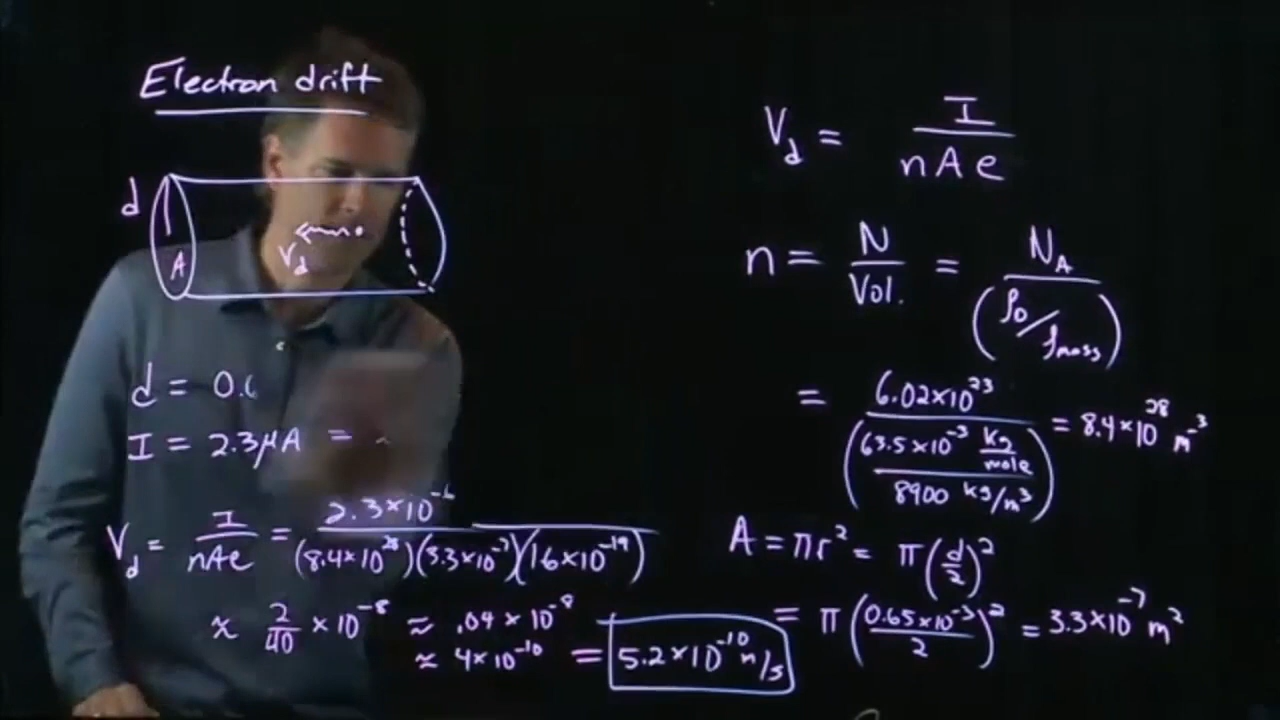 Electron drift
d
A
V_d
d = 0.6
I = 2.3μA =
V_d = I/nAe = 2.3×10^-6/(8.4×10^28)(3.3×10^-7)(1.6×10^-19)
≈ 2/40 × 10^-8 ≈ .04 × 10^-8
≈ 4×10^-10 = 5.2×10^-10 m/s
V_d = I/nAe
n = N/Vol. = N_A/(ρ_0/ρ_mass)
= 6.02×10^23/(63.5×10^-3 kg/mole/8900 kg/m^3) = 8.4×10^28 m^-3
A = πr^2 = π(d/2)^2
= π(0.65×10^-3/2)^2 = 3.3×10^-7 m^2